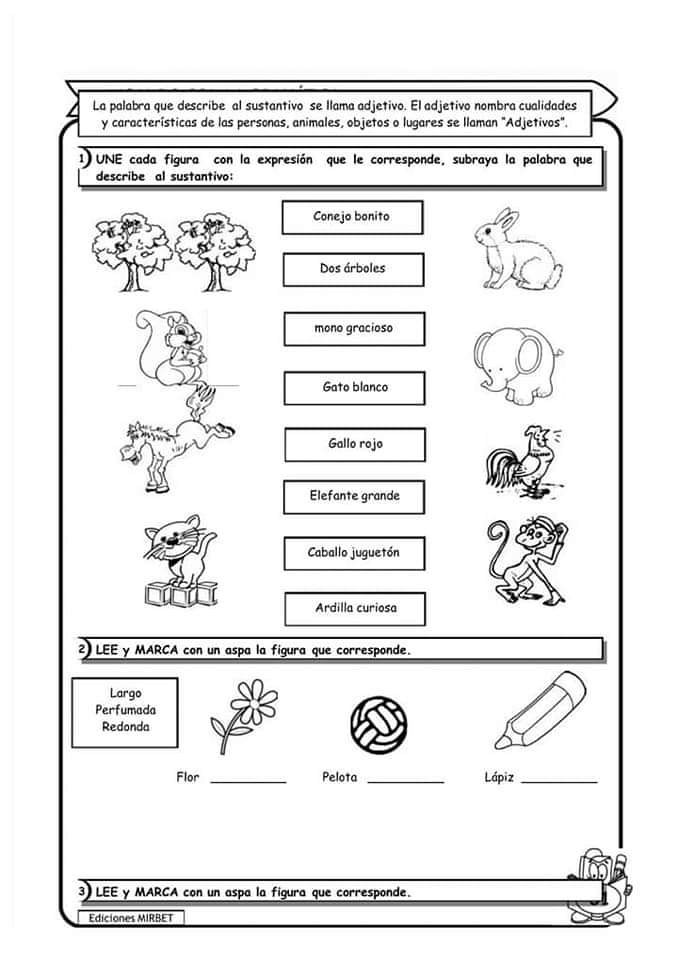 La palabra que describe al sustantivo se llama adjetivo. El adjetivo nombra cualidades
y características de las personas, animales, objetos o lugares se llaman "Adjetivos".
1) UNE cada figura con la expresión que le corresponde, subraya la palabra que
describe al sustantivo:
Conejo bonito
Dos árboles
mono gracioso
Gato blanco
Gallo rojo
Elefante grande
Caballo juguetón
Ardilla curiosa
2) LEE y MARCA con un aspa la figura que corresponde.
Largo
Perfumada
Redonda
Flor __________ Pelota __________ Lápiz __________
3) LEE y MARCA con un aspa la figura que corresponde.
Ediciones MIRBET